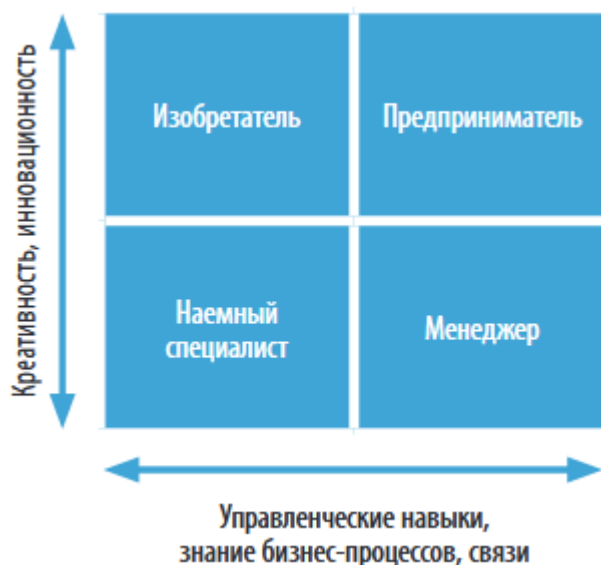 Креативность, инновационность
Изобретатель
Предприниматель
Наемный
специалист
Менеджер
Управленческие навыки,
знание бизнес-процессов, связи